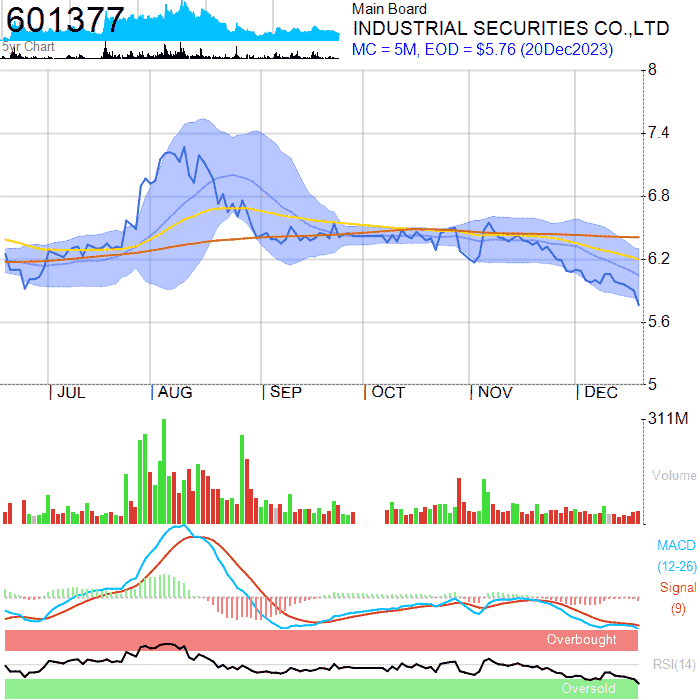 601377
5yr Chart
Main Board
INDUSTRIAL SECURITIES CO.,LTD
MC = 5M, EOD = $5.76 (20Dec2023)
8
7.4
6.8
6.2
5.6
5
JUL AUG SEP OCT NOV DEC
311M
Volume
MACD
(12-26)
Signal
(9)
Overbought
RSI(14)
Oversold